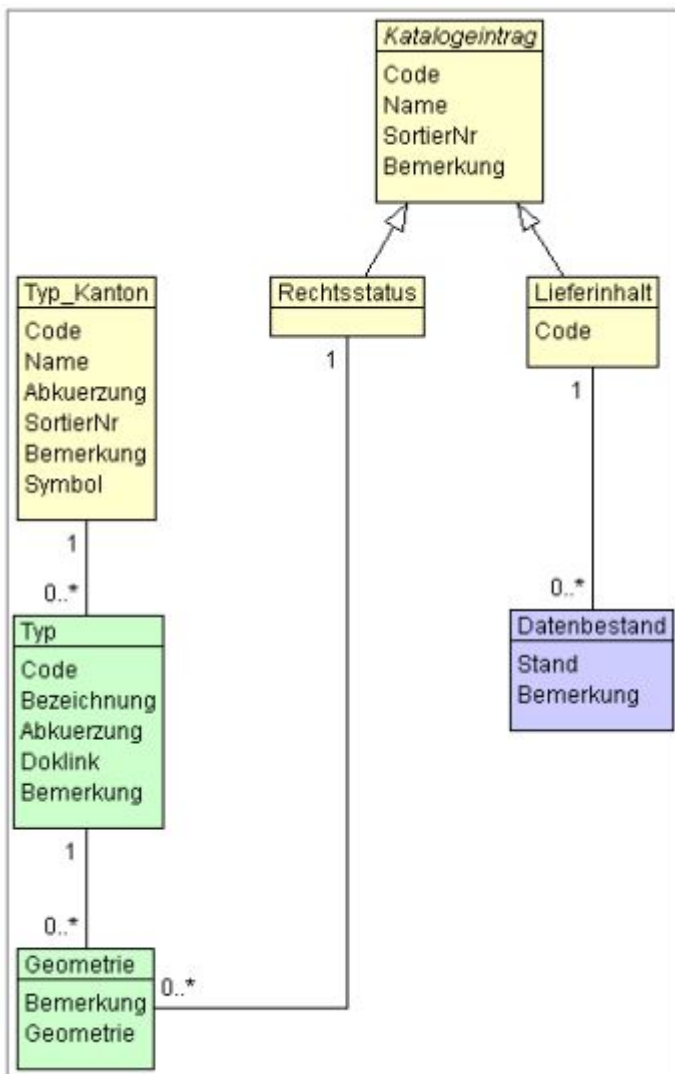 Katalogeintrag
Code
Name
SortierNr
Bemerkung
Typ_Kanton
Code
Name
Abkuerzung
SortierNr
Bemerkung
Symbol
Rechtsstatus
Lieferinhalt
Code
1
1
1
0..*
0..*
Typ
Code
Bezeichnung
Abkuerzung
Doklink
Bemerkung
Datenbestand
Stand
Bemerkung
1
0..*
Geometrie
Bemerkung
Geometrie
0..*